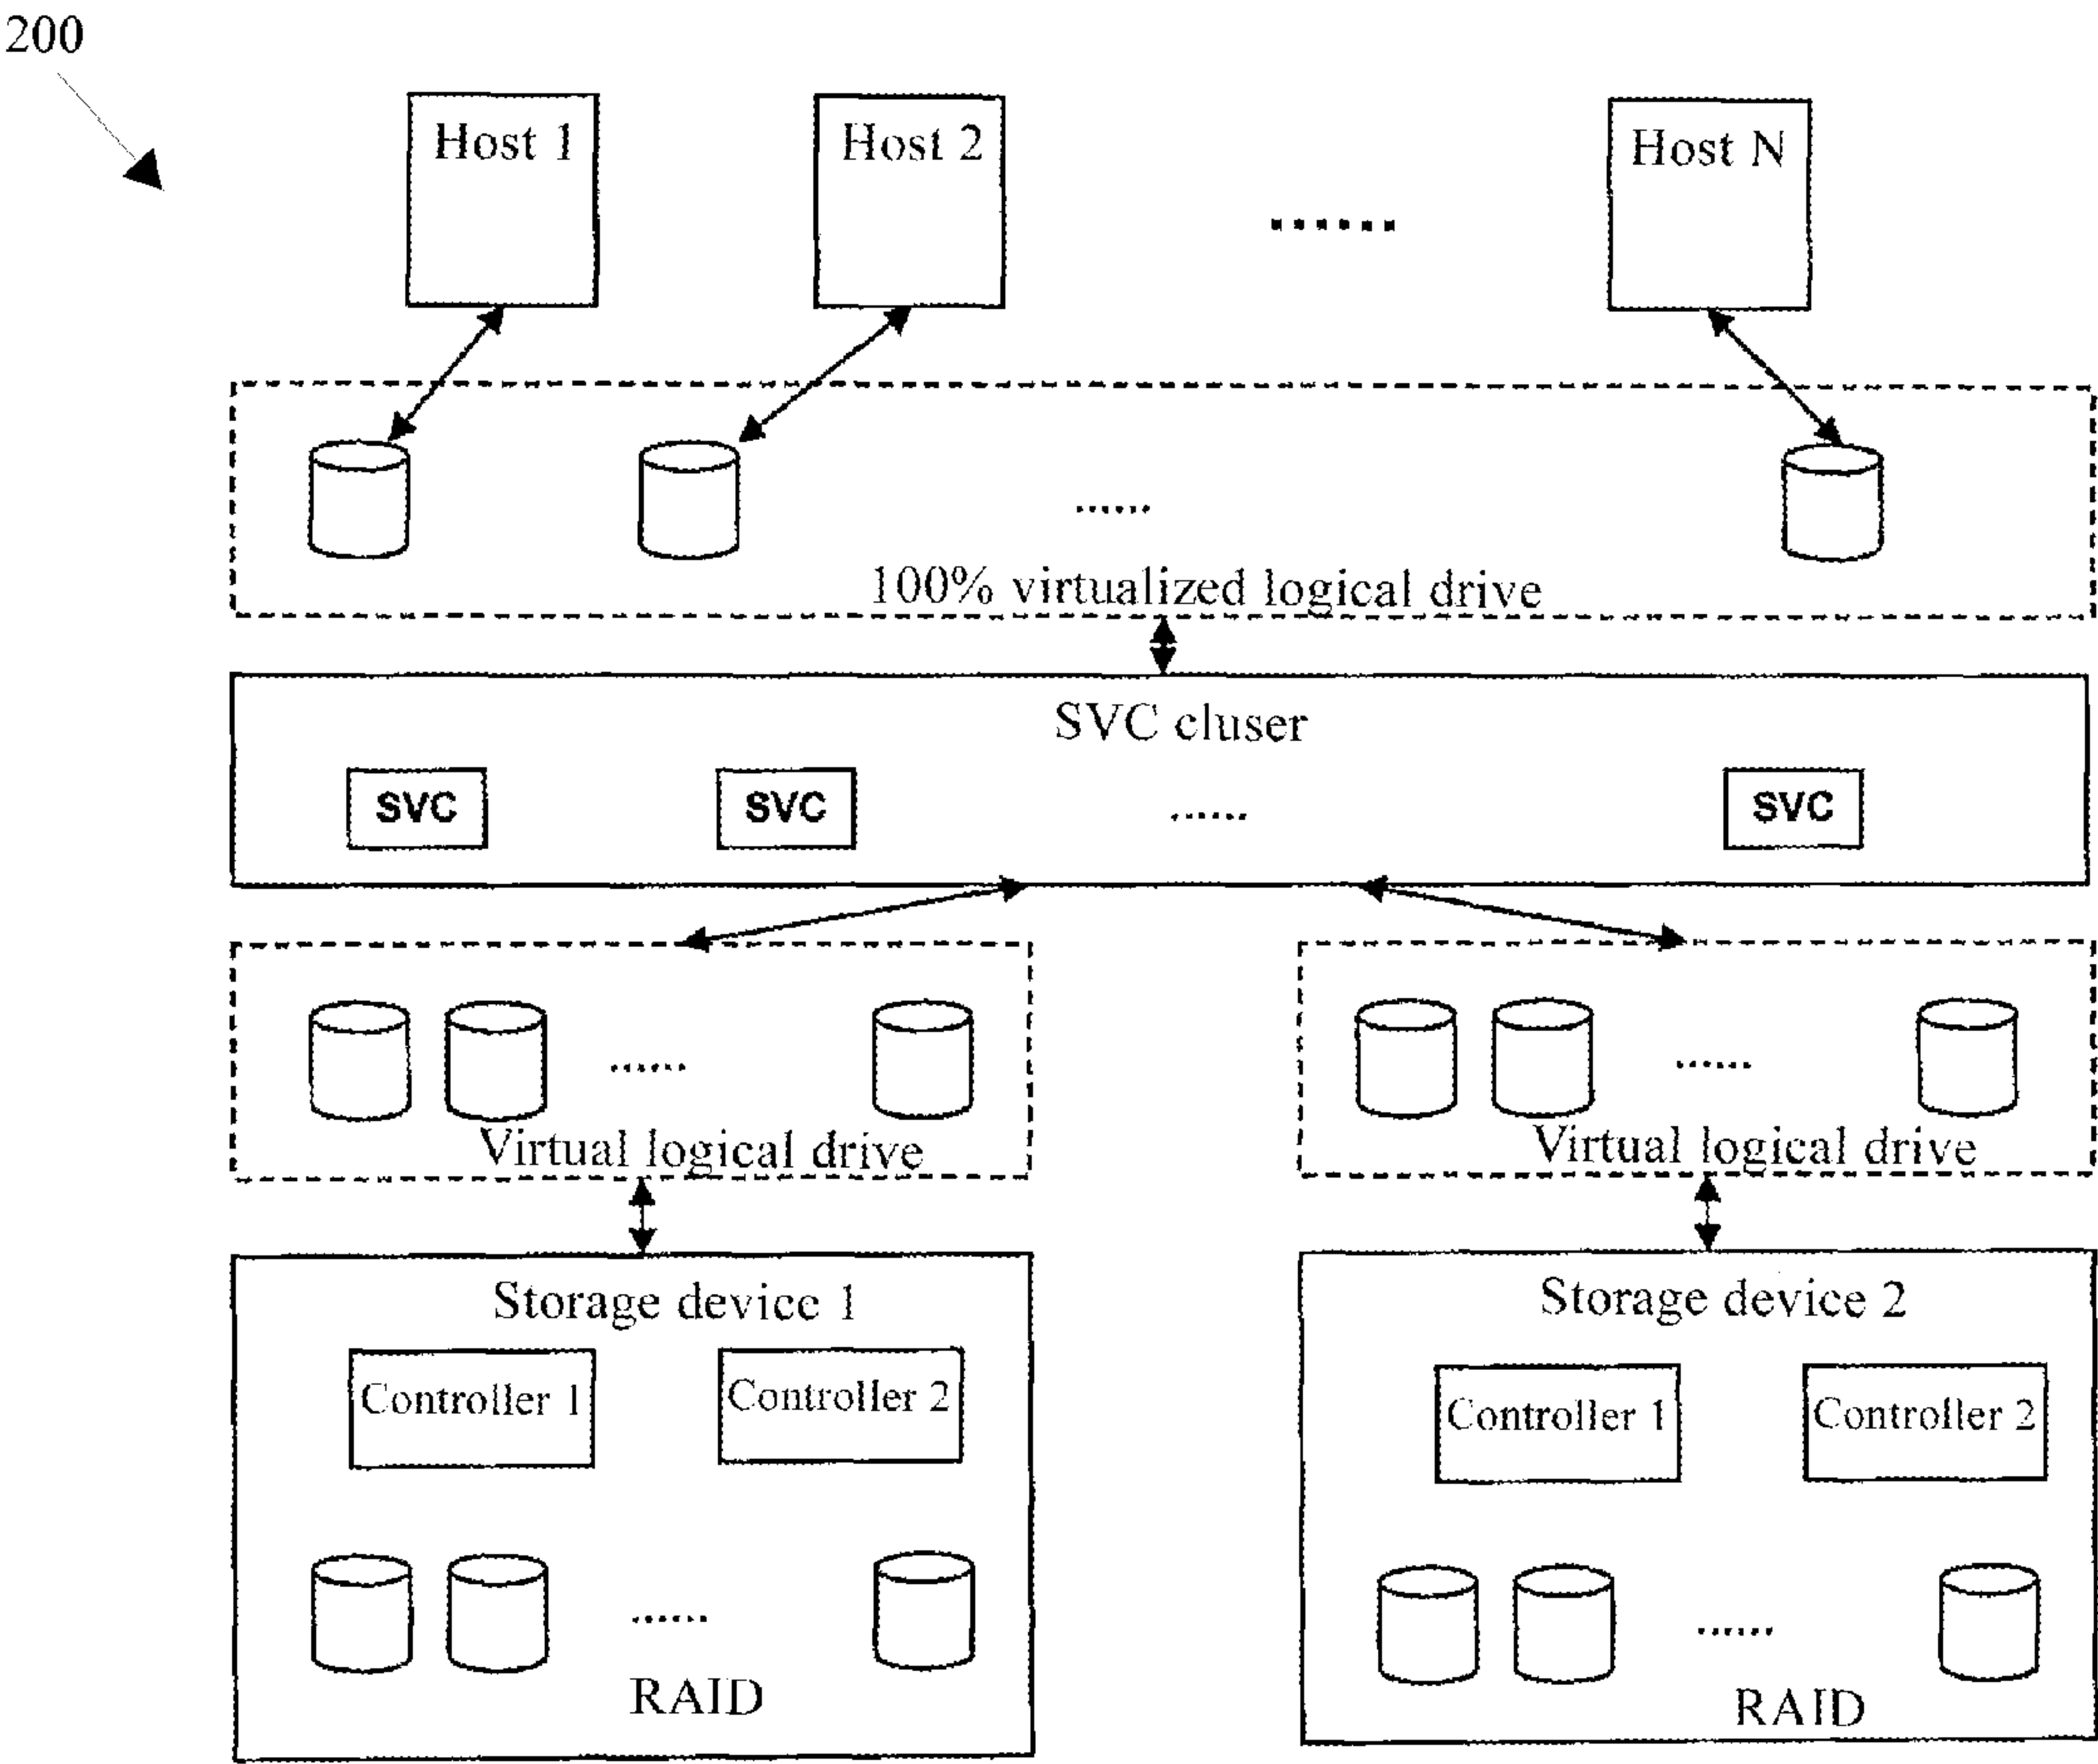 200
Host 1
Host 2
Host N
100% virtualized logical drive
SVC cluser
SVC
SVC
SVC
Virtual logical drive
Virtual logical drive
Storage device 1
Storage device 2
Controller 1
Controller 2
Controller 1
Controller 2
RAID
RAID